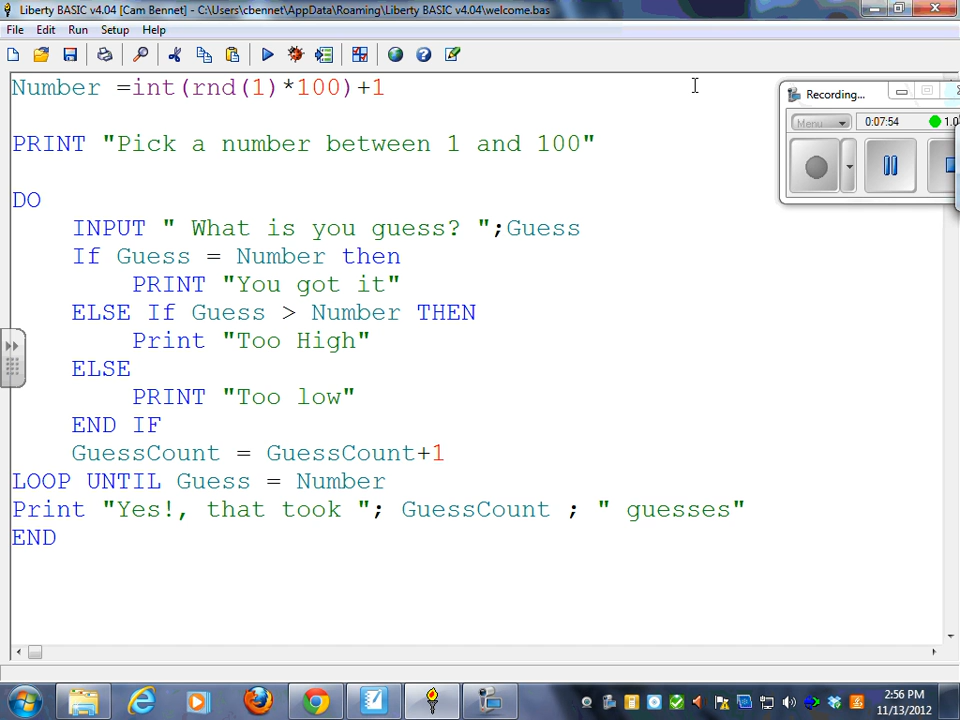 Liberty BASIC v4.04 [Cam Bennet] - C:\Users\cbennet\AppData\Roaming\Liberty BASIC v4.04\welcome.bas
File Edit Run Setup Help
Number =int(rnd(1)*100)+1
PRINT "Pick a number between 1 and 100"
DO
INPUT " What is you guess? ";Guess
If Guess = Number then
PRINT "You got it"
ELSE If Guess > Number THEN
Print "Too High"
ELSE
PRINT "Too low"
END IF
GuessCount = GuessCount+1
LOOP UNTIL Guess = Number
Print "Yes!, that took "; GuessCount ; " guesses"
END
Recording...
Menu 0:07:54 1.0
2:56 PM
11/13/2012